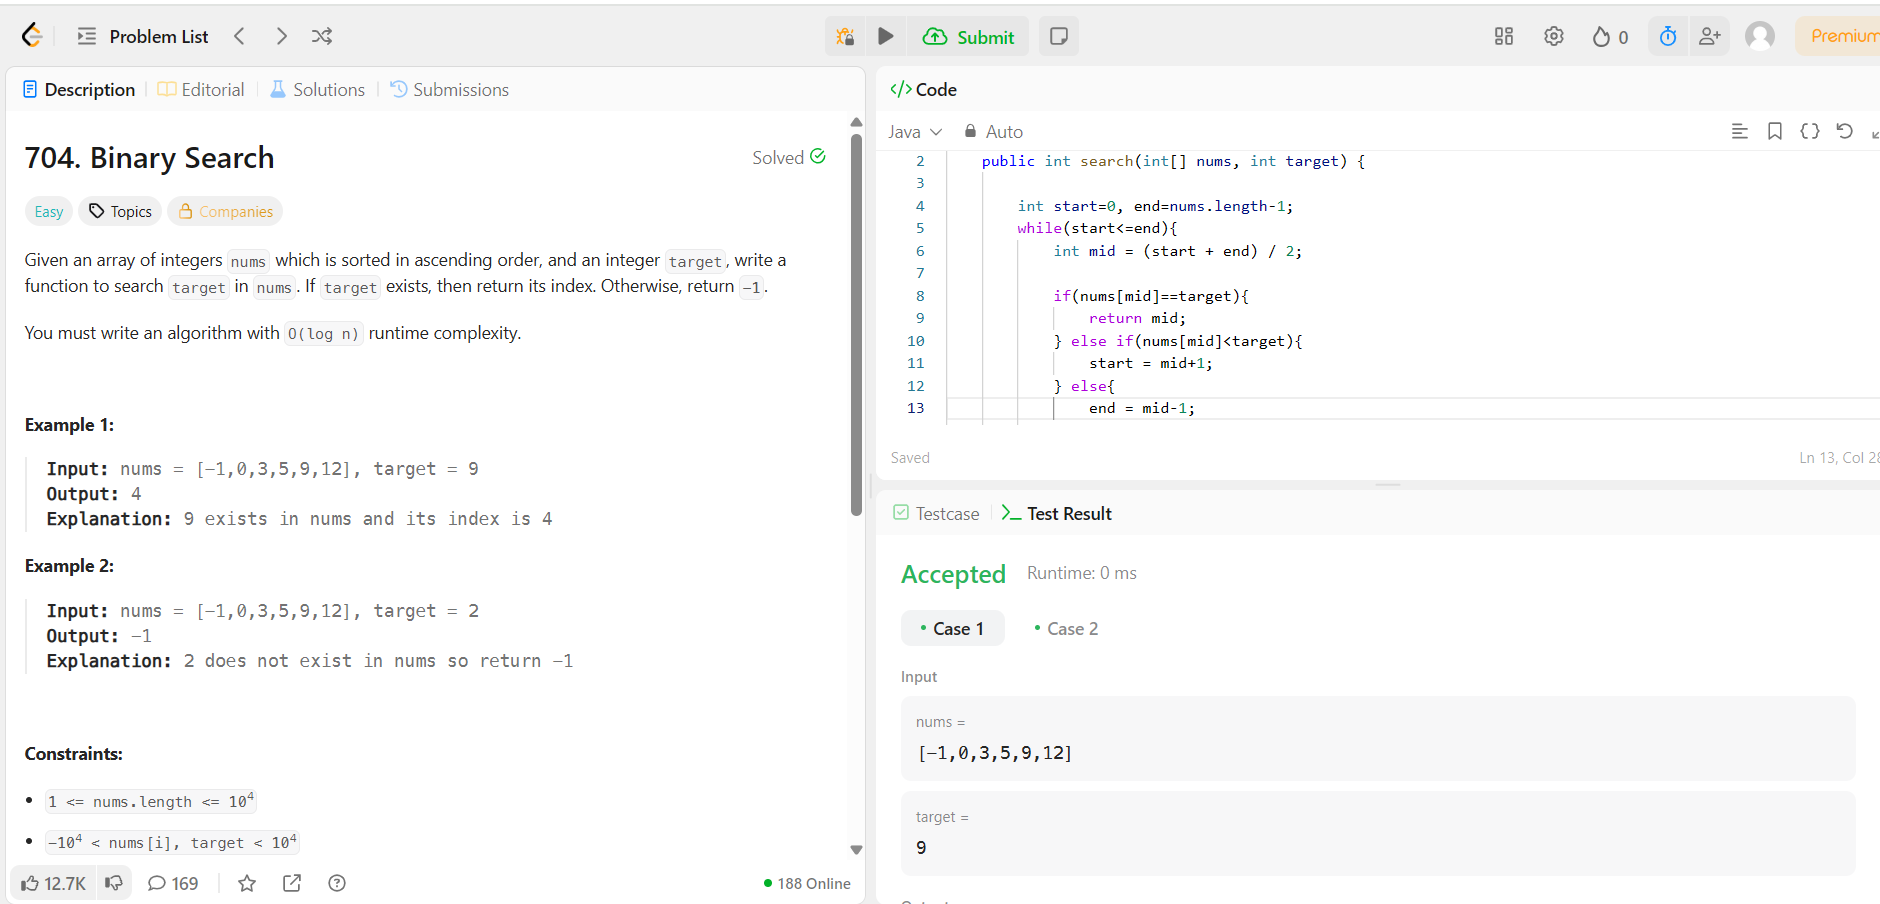 Problem List
Submit
0
Premium
Description
Editorial
Solutions
Submissions
704. Binary Search
Solved
Easy
Topics
Companies
Given an array of integers nums which is sorted in ascending order, and an integer target, write a
function to search target in nums. If target exists, then return its index. Otherwise, return -1.
You must write an algorithm with O(log n) runtime complexity.
Example 1:
Input: nums = [-1,0,3,5,9,12], target = 9
Output: 4
Explanation: 9 exists in nums and its index is 4
Example 2:
Input: nums = [-1,0,3,5,9,12], target = 2
Output: -1
Explanation: 2 does not exist in nums so return -1
Constraints:
• 1 <= nums.length <= 10⁴
• -10⁴ < nums[i], target < 10⁴
12.7K
169
188 Online
</> Code
Java
Auto
2 public int search(int[] nums, int target) {
3
4 int start=0, end=nums.length-1;
5 while(start<=end){
6 int mid = (start + end) / 2;
7
8 if(nums[mid]==target){
9 return mid;
10 } else if(nums[mid]<target){
11 start = mid+1;
12 } else{
13 end = mid-1;
Saved
Ln 13, Col 28
Testcase
>_ Test Result
Accepted
Runtime: 0 ms
• Case 1
• Case 2
Input
nums =
[-1,0,3,5,9,12]
target =
9